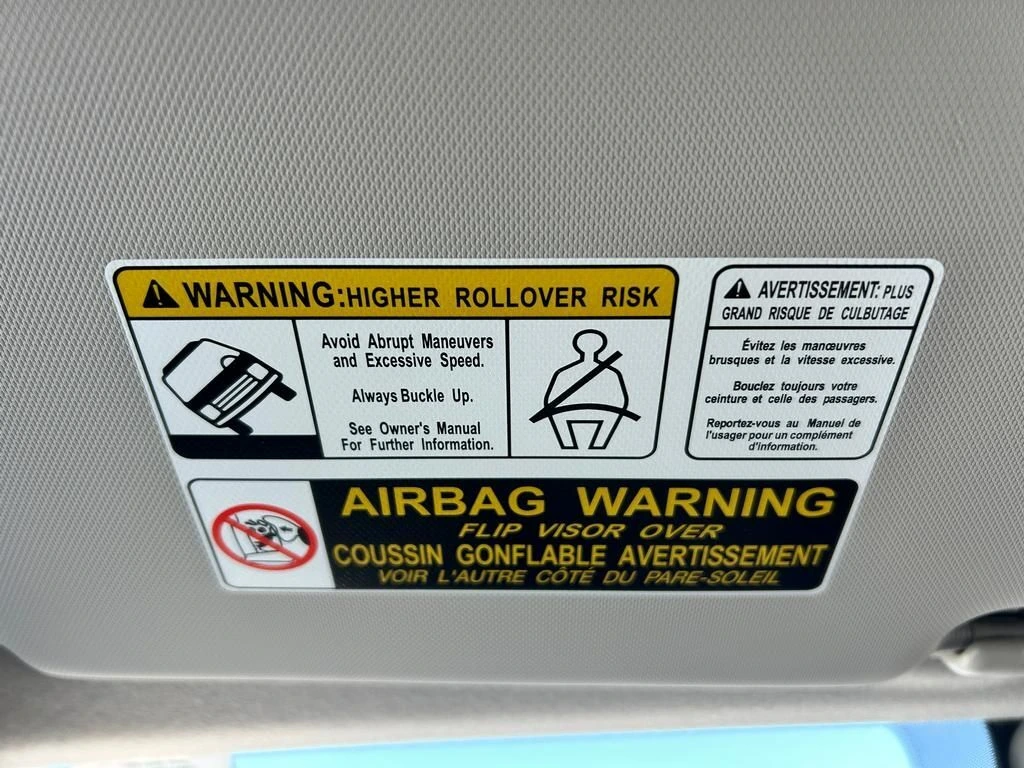 WARNING:HIGHER ROLLOVER RISK
Avoid Abrupt Maneuvers
and Excessive Speed.
Always Buckle Up.
See Owner's Manual
For Further Information.
AVERTISSEMENT: PLUS
GRAND RISQUE DE CULBUTAGE
Évitez les manœuvres
brusques et la vitesse excessive.
Bouclez toujours votre
ceinture et celle des passagers.
Reportez-vous au Manuel de
l'usager pour un complément
d'information.
AIRBAG WARNING
FLIP VISOR OVER
COUSSIN GONFLABLE AVERTISSEMENT
VOIR L'AUTRE CÔTÉ DU PARE-SOLEIL